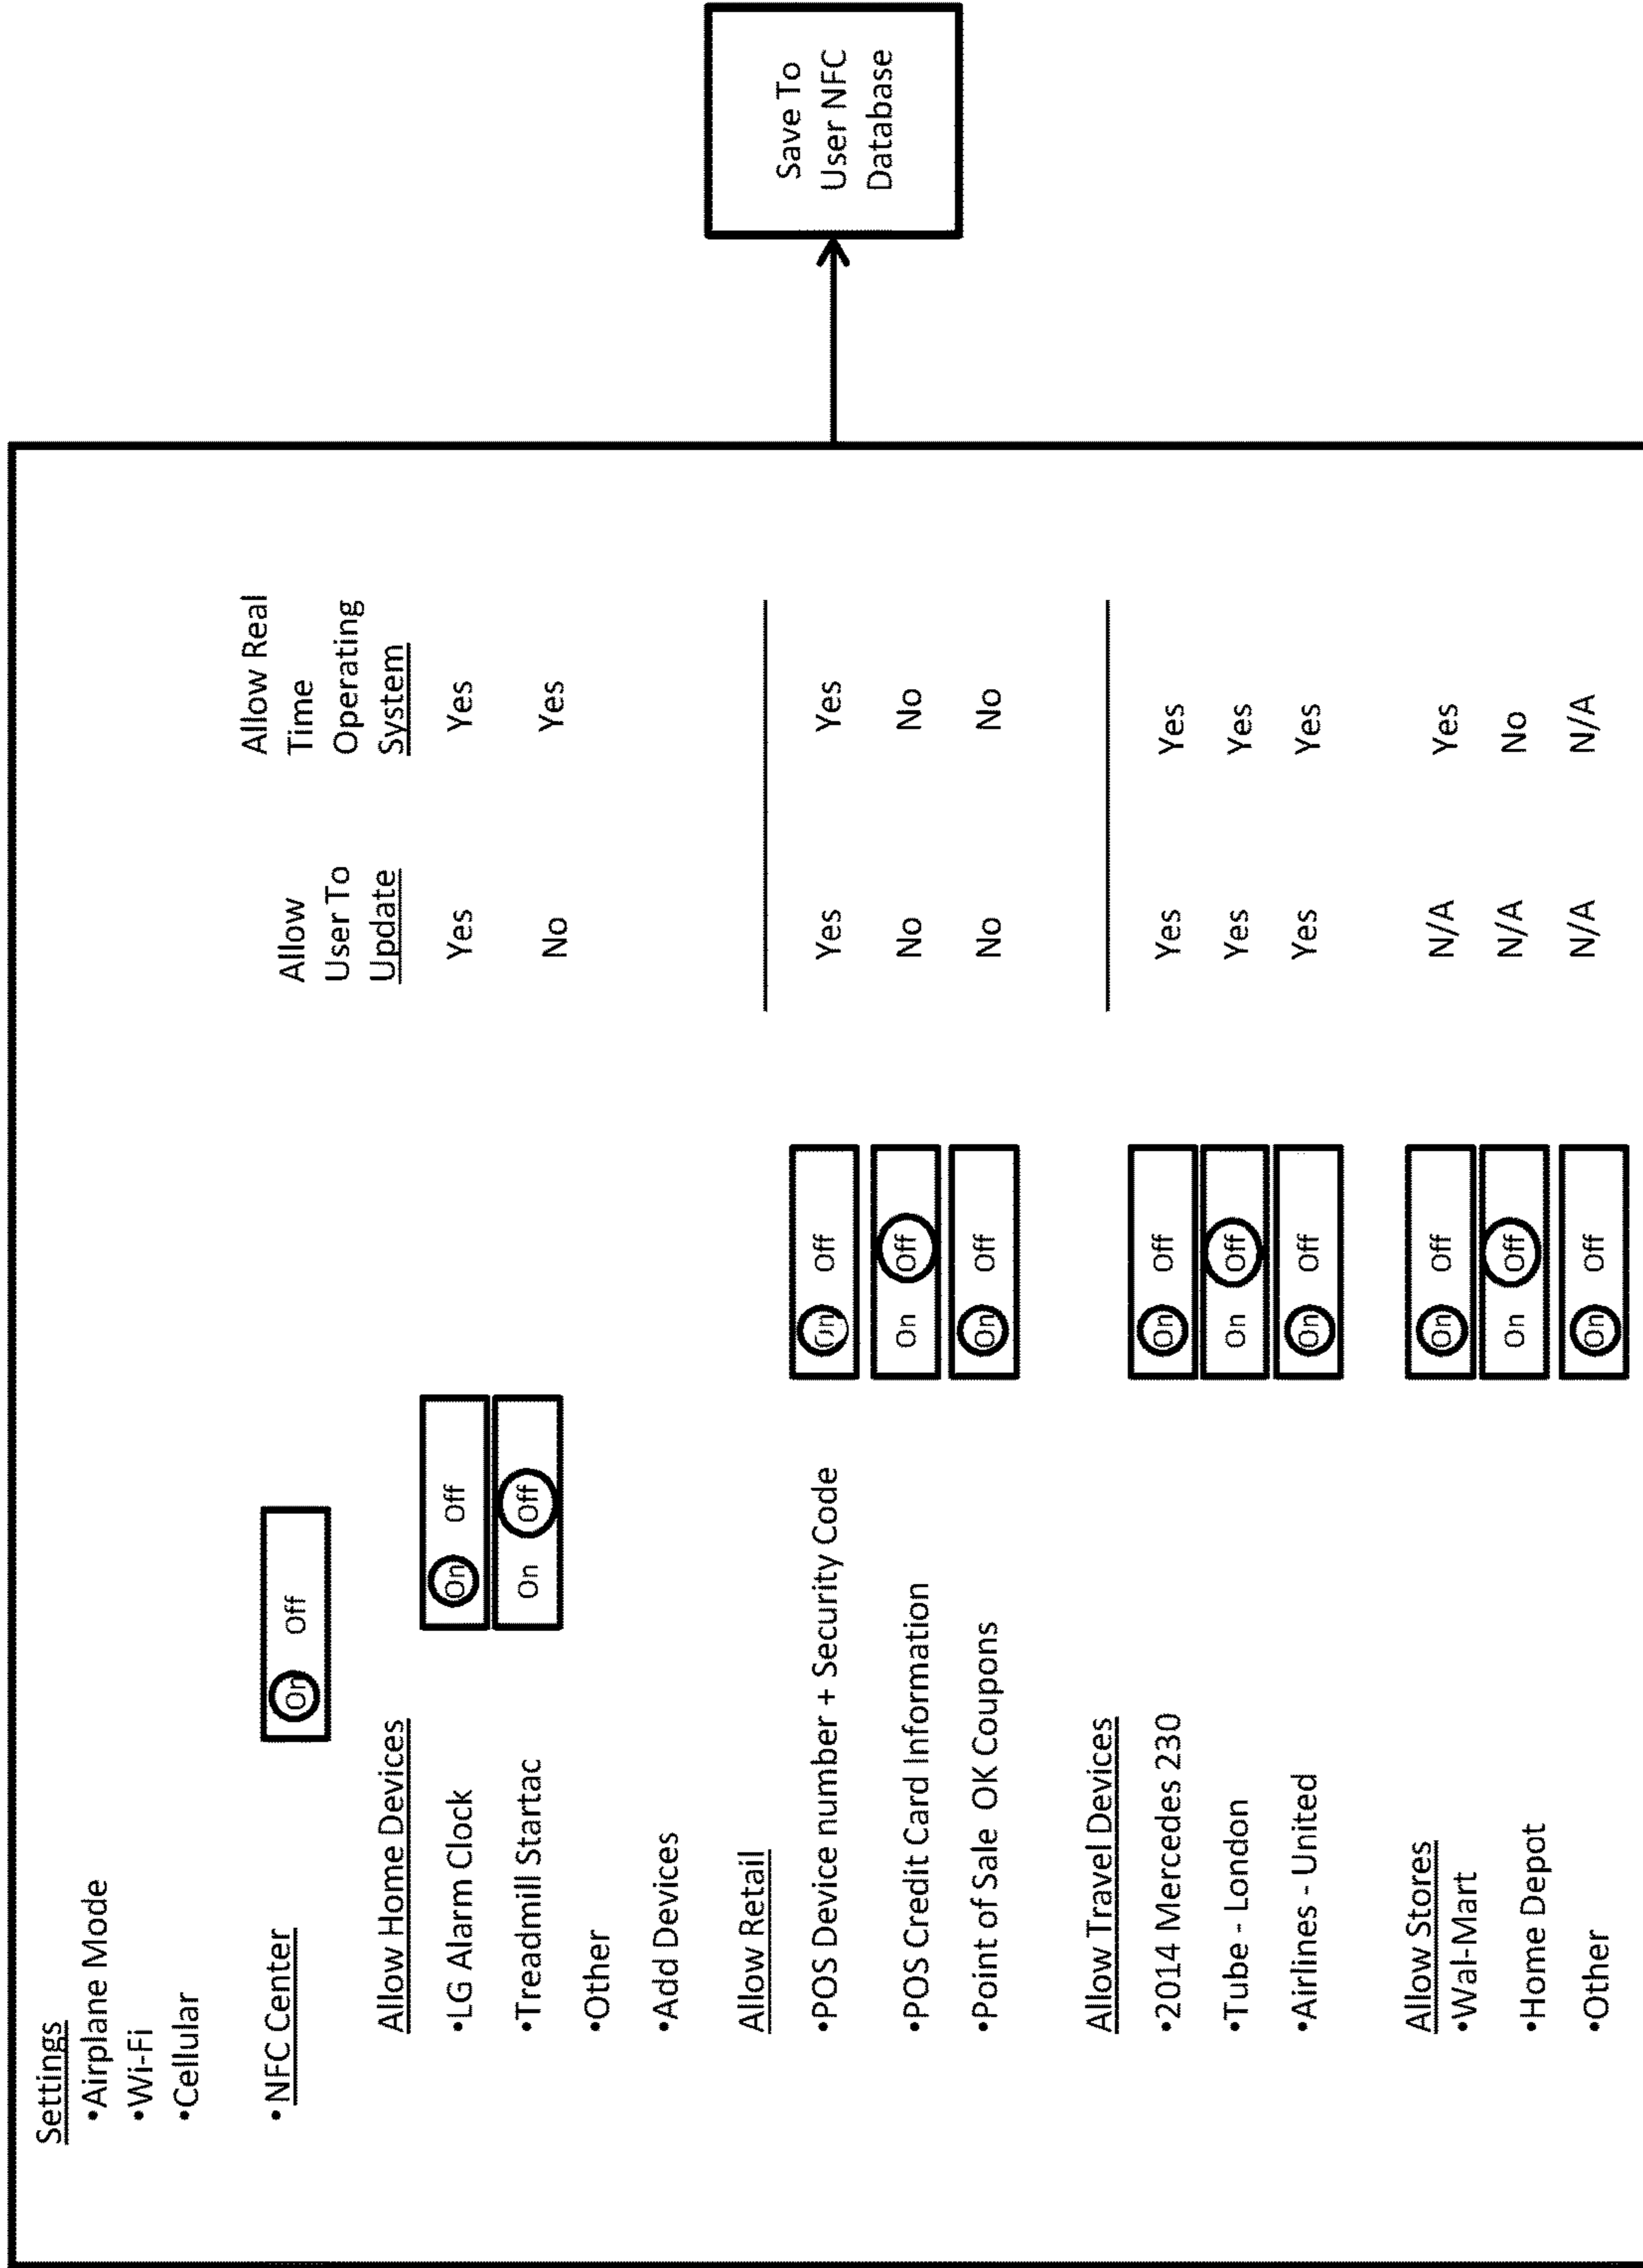 Settings
•Airplane Mode
•Wi-Fi
•Cellular
Allow Real
Time
Operating
System
Allow
User To
Update
•NFC Center On Off
Allow Home Devices
•LG Alarm Clock On Off Yes Yes
•Treadmill Startac On Off No Yes
•Other
•Add Devices
Allow Retail
•POS Device number + Security Code On Off Yes Yes
•POS Credit Card Information On Off No No
•Point of Sale OK Coupons On Off No No
Allow Travel Devices
•2014 Mercedes 230 On Off Yes Yes
•Tube - London On Off Yes Yes
•Airlines - United On Off Yes Yes
Allow Stores
•Wal-Mart On Off N/A Yes
•Home Depot On Off N/A No
•Other On Off N/A N/A
Save To
User NFC
Database